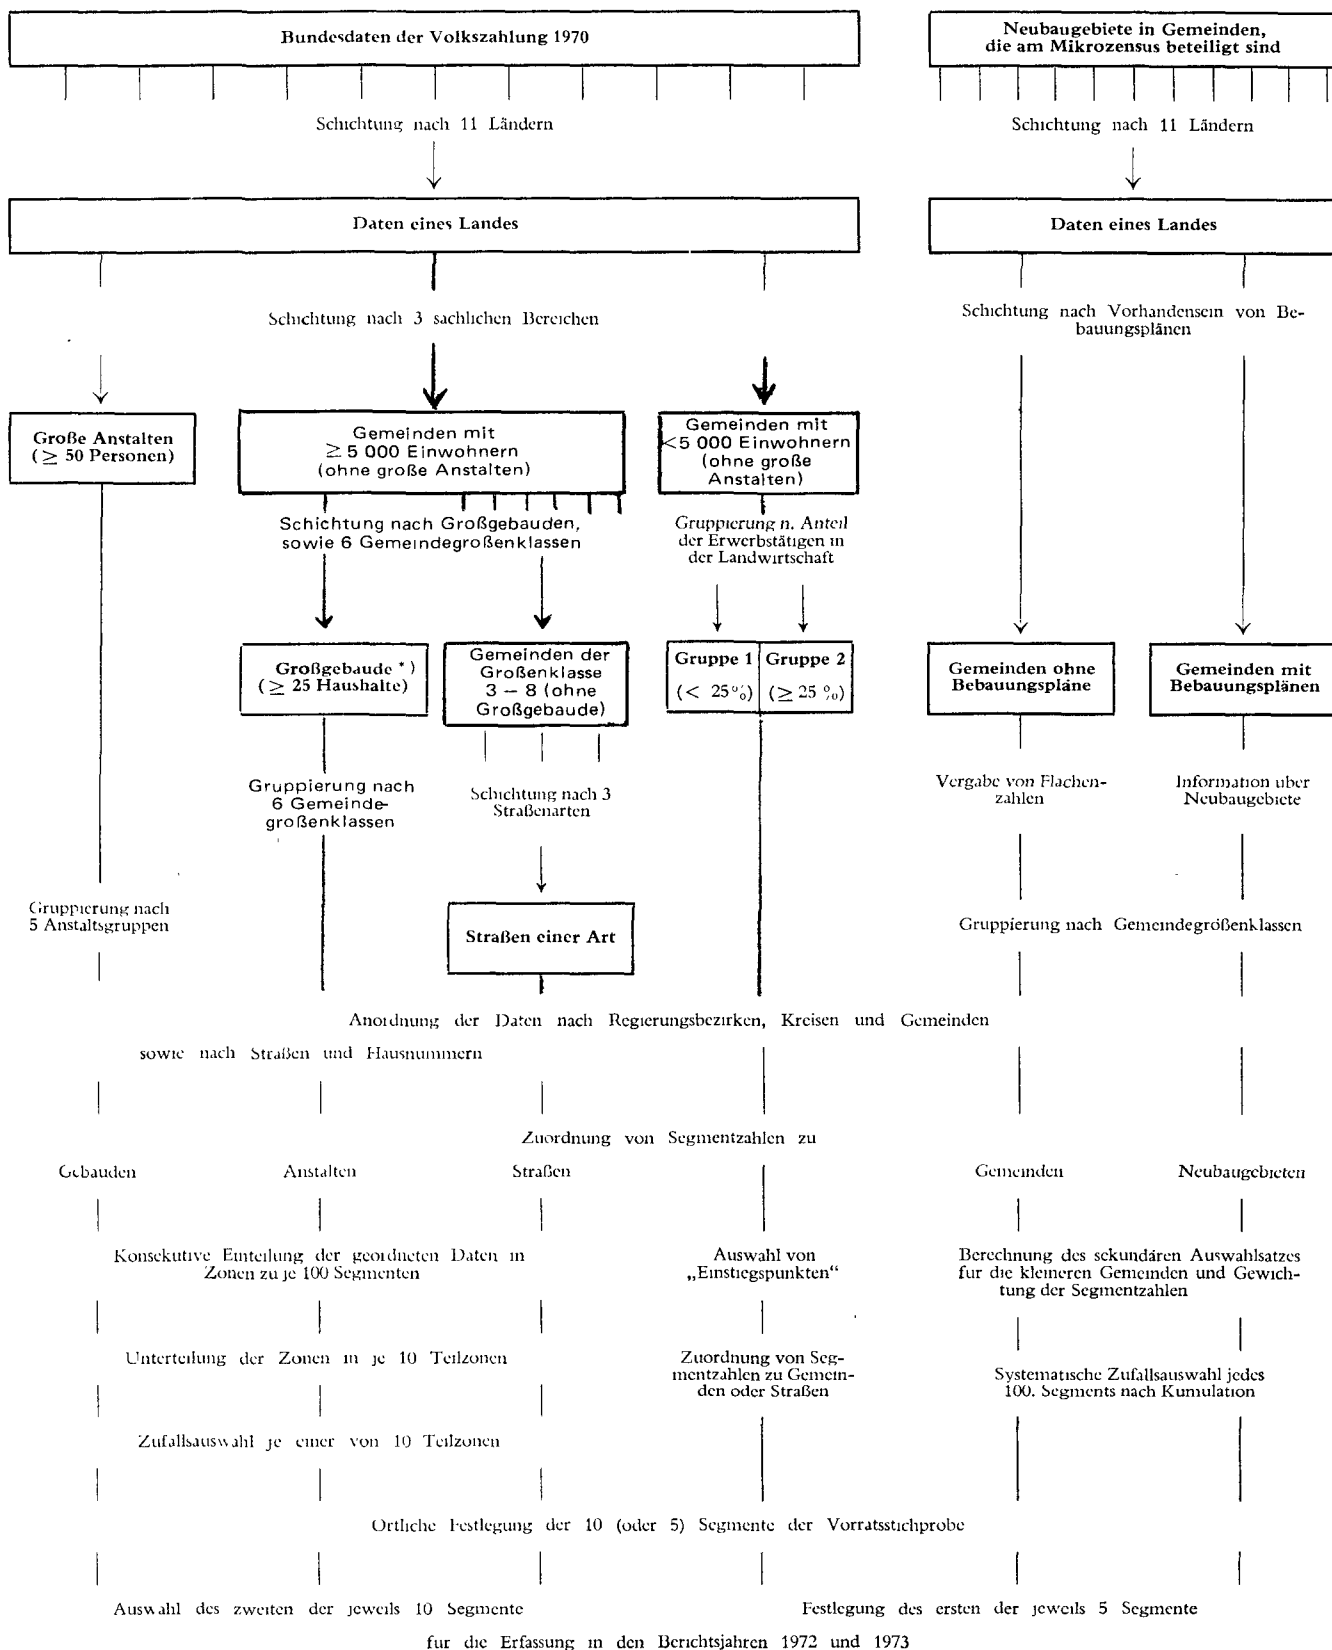 Bundesdaten der Volkszahlung 1970
Neubaugebiete in Gemeinden,
die am Mikrozensus beteiligt sind
Schichtung nach 11 Ländern
Schichtung nach 11 Ländern
Daten eines Landes
Daten eines Landes
Schichtung nach 3 sachlichen Bereichen
Schichtung nach Vorhandensein von Be-
bauungsplänen
Große Anstalten
(≥ 50 Personen)
Gemeinden mit
≥ 5 000 Einwohnern
(ohne große Anstalten)
Gemeinden mit
<5 000 Einwohnern
(ohne große
Anstalten)
Schichtung nach Großgebauden,
sowie 6 Gemeindegroßenklassen
Gruppierung n. Anteil
der Erwerbstätigen in
der Landwirtschaft
Großgebaude *)
(≥ 25 Haushalte)
Gemeinden der
Großenklasse
3 – 8 (ohne
Großgebaude)
Gruppe 1
(< 25%)
Gruppe 2
(≥ 25 %)
Gemeinden ohne
Bebauungspläne
Gemeinden mit
Bebauungsplänen
Gruppierung nach
6 Gemeinde-
großenklassen
Schichtung nach 3
Straßenarten
Vergabe von Flachen-
zahlen
Information uber
Neubaugebiete
Gruppierung nach
5 Anstaltsgruppen
Straßen einer Art
Gruppierung nach Gemeindegrößenklassen
Anordnung der Daten nach Regierungsbezirken, Kreisen und Gemeinden
sowie nach Straßen und Hausnummern
Zuordnung von Segmentzahlen zu
Gebauden
Anstalten
Straßen
Gemeinden
Neubaugebieten
Konsekutive Einteilung der geordneten Daten in
Zonen zu je 100 Segmenten
Auswahl von
„Einstiegspunkten“
Berechnung des sekundären Auswahlsatzes
fur die kleineren Gemeinden und Gewich-
tung der Segmentzahlen
Unterteilung der Zonen in je 10 Teilzonen
Zuordnung von Seg-
mentzahlen zu Gemein-
den oder Straßen
Systematische Zufallsauswahl jedes
100. Segments nach Kumulation
Zufallsauswahl je einer von 10 Teilzonen
Ortliche Festlegung der 10 (oder 5) Segmente der Vorratsstichprobe
Auswahl des zweiten der jeweils 10 Segmente
Festlegung des ersten der jeweils 5 Segmente
fur die Erfassung in den Berichtsjahren 1972 und 1973